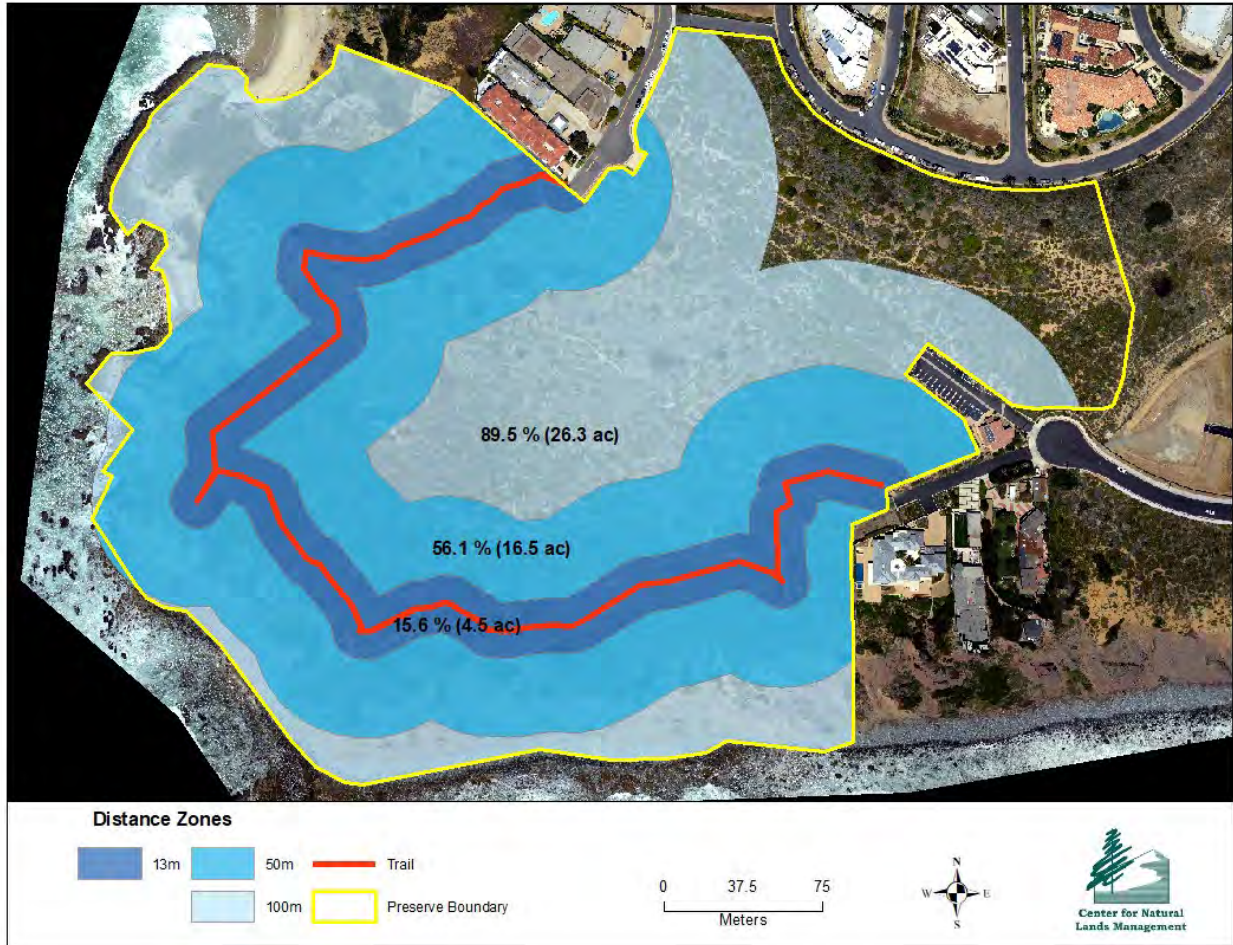 89.5 % (26.3 ac)
56.1 % (16.5 ac)
15.6 % (4.5 ac)
Distance Zones
13m
50m
Trail
100m
Preserve Boundary
0 37.5 75
Meters
N
W E
S
Center for Natural
Lands Management